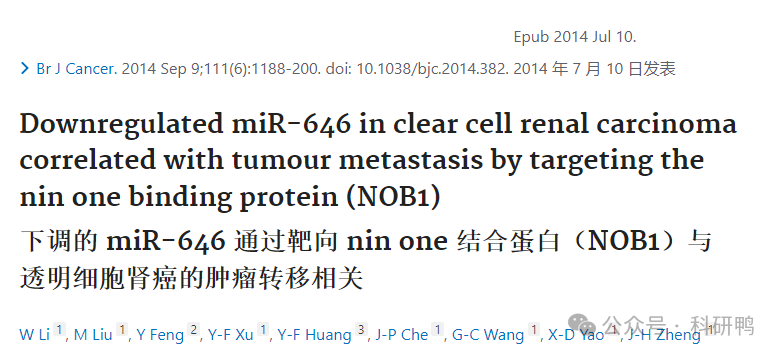 Epub 2014 Jul 10.
Br J Cancer. 2014 Sep 9;111(6):1188-200. doi: 10.1038/bjc.2014.382. 2014 年 7 月 10 日发表
Downregulated miR-646 in clear cell renal carcinoma
correlated with tumour metastasis by targeting the
nin one binding protein (NOB1)
下调的 miR-646 通过靶向 nin one 结合蛋白（NOB1）与
透明细胞肾癌的肿瘤转移相关
W Li 1, M Liu 1, Y Feng 2, Y-F Xu 1, Y-F Huang 3, J-P Che 1, G-C Wang 1, X-D Yao 1, J-H Zheng 1
公众号 · 科研鸭